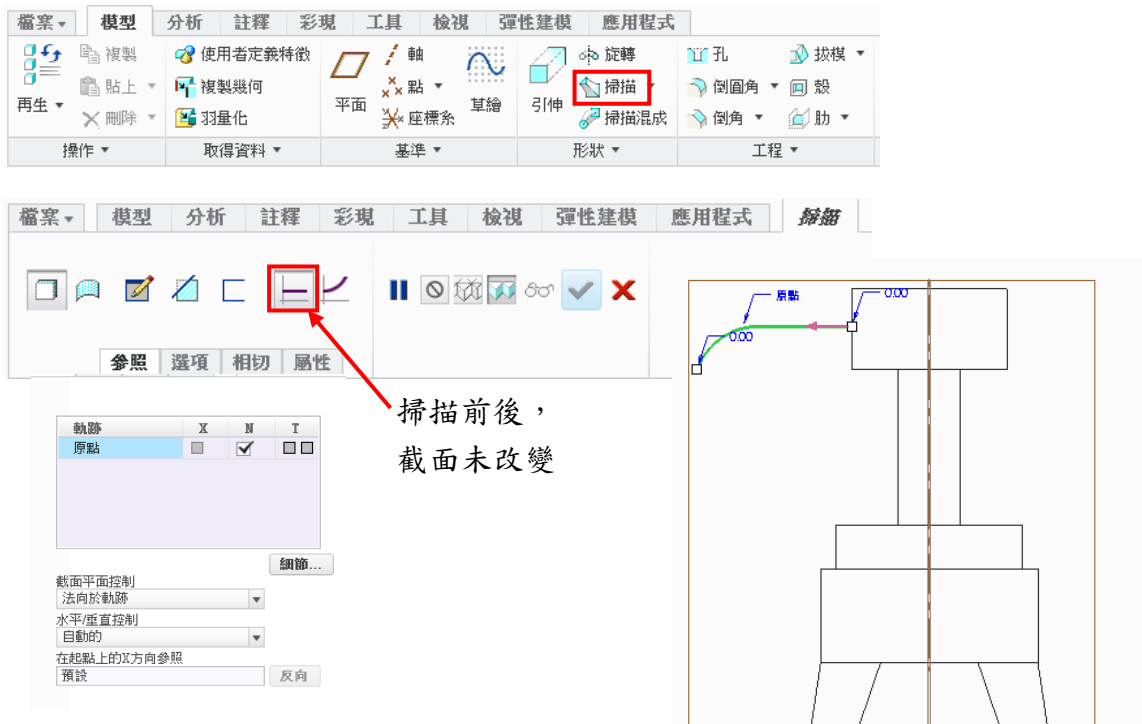 檔案 模型 分析 註釋 彩現 工具 檢視 彈性建模 應用程式
複製 使用者定義特徵 軸 旋轉 孔 拔模
貼上 複製幾何 點 掃描 倒圓角 殼
再生 平面 草繪 引伸
刪除 羽量化 座標系 掃描混成 倒角 肋
操作 取得資料 基準 形狀 工程
檔案 模型 分析 註釋 彩現 工具 檢視 彈性建模 應用程式
原點 0.00
0.00
參照 選項 相切 屬性
掃描前後，
截面未改變
軌跡 X N T
原點
細節...
截面平面控制
法向於軌跡
水平/垂直控制
自動的
在起點上的X方向參照
預設 反向